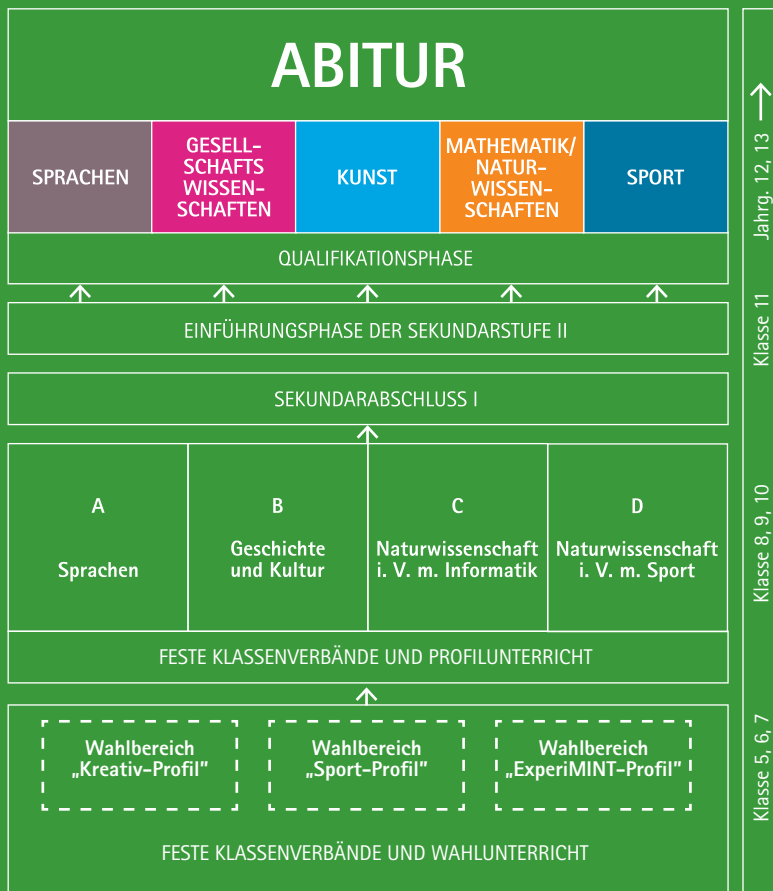 ABITUR
SPRACHEN
GESELL-
SCHAFTS
WISSEN-
SCHAFTEN
KUNST
MATHEMATIK/
NATUR-
WISSEN-
SCHAFTEN
SPORT
QUALIFIKATIONSPHASE
Jahrg. 12, 13
EINFÜHRUNGSPHASE DER SEKUNDARSTUFE II
Klasse 11
SEKUNDARABSCHLUSS I
A
Sprachen
B
Geschichte
und Kultur
C
Naturwissenschaft
i. V. m. Informatik
D
Naturwissenschaft
i. V. m. Sport
FESTE KLASSENVERBÄNDE UND PROFILUNTERRICHT
Klasse 8, 9, 10
Wahlbereich
„Kreativ-Profil"
Wahlbereich
„Sport-Profil"
Wahlbereich
„ExperiMINT-Profil"
FESTE KLASSENVERBÄNDE UND WAHLUNTERRICHT
Klasse 5, 6, 7